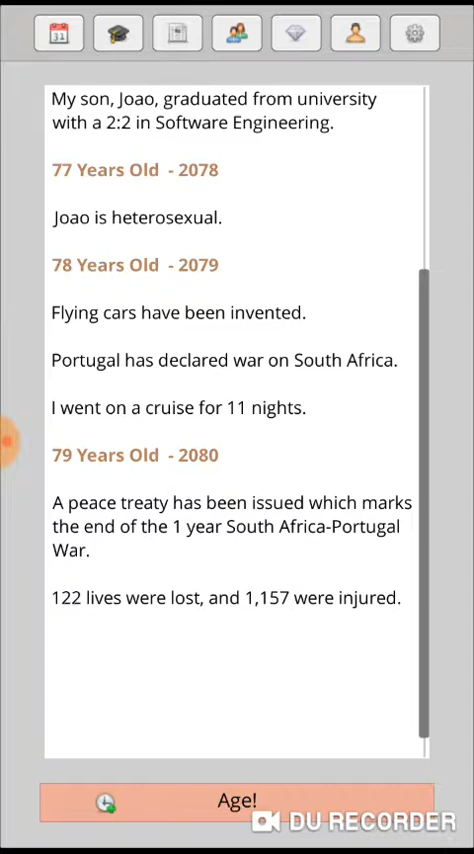 31
My son, Joao, graduated from university
with a 2:2 in Software Engineering.
77 Years Old - 2078
Joao is heterosexual.
78 Years Old - 2079
Flying cars have been invented.
Portugal has declared war on South Africa.
I went on a cruise for 11 nights.
79 Years Old - 2080
A peace treaty has been issued which marks
the end of the 1 year South Africa-Portugal
War.
122 lives were lost, and 1,157 were injured.
Age!
DU RECORDER